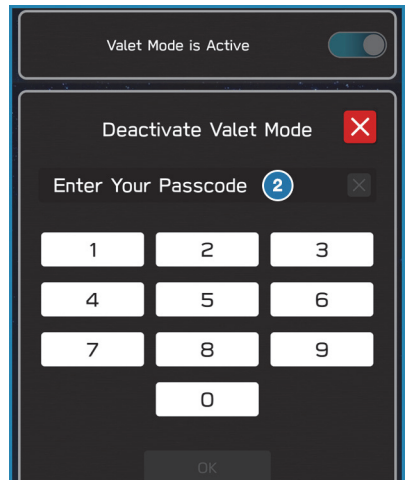 Valet Mode is Active
Deactivate Valet Mode
Enter Your Passcode 2
1 2 3
4 5 6
7 8 9
0
OK